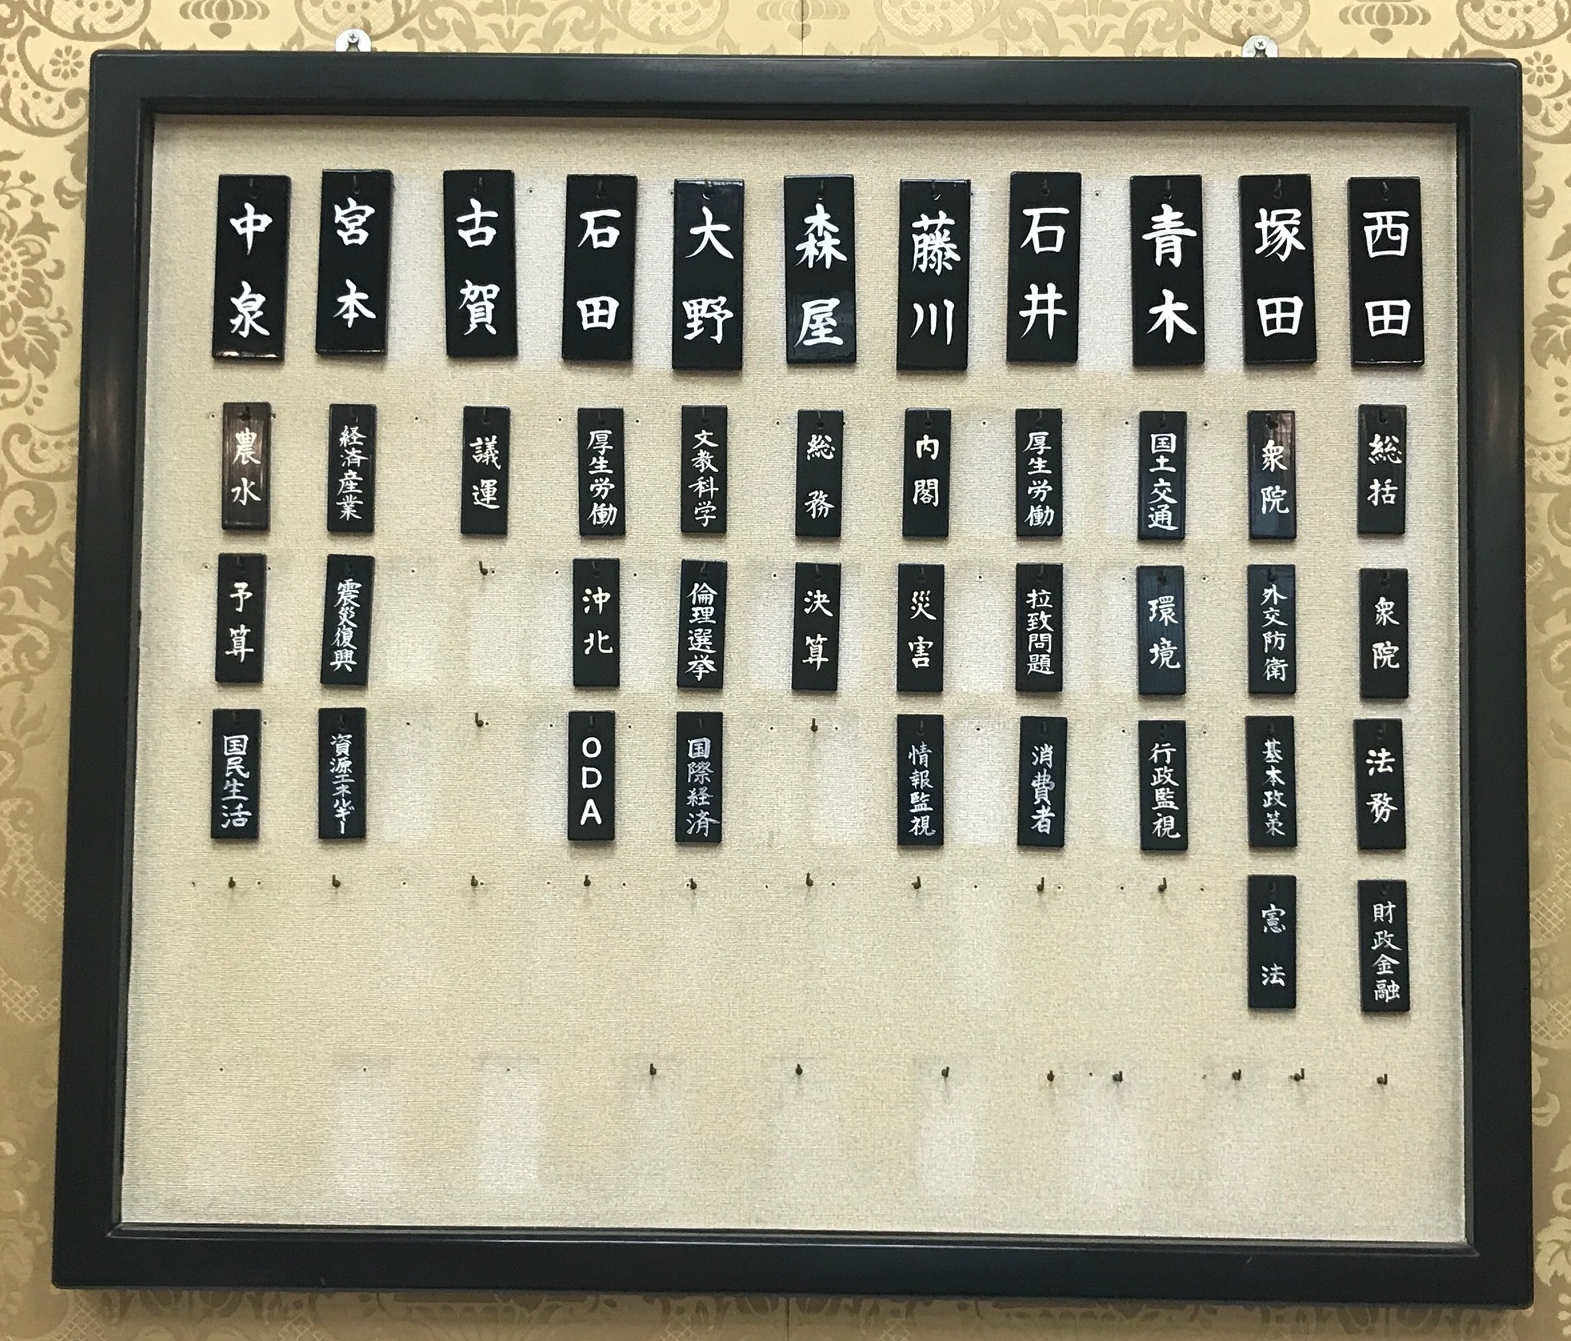 西田
総括
衆院
法務
財政金融
塚田
衆院
外交防衛
基本政策
憲法
青木
国土交通
環境
行政監視
石井
厚生労働
拉致問題
消費者
藤川
内閣
災害
情報監視
森屋
総務
決算
大野
文教科学
倫理選挙
国際経済
石田
厚生労働
沖北
ODA
古賀
議運
宮本
経済産業
震災復興
資源エネルギー
中泉
農水
予算
国民生活